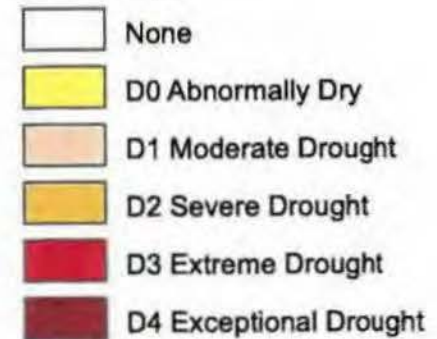 None
D0 Abnormally Dry
D1 Moderate Drought
D2 Severe Drought
D3 Extreme Drought
D4 Exceptional Drought